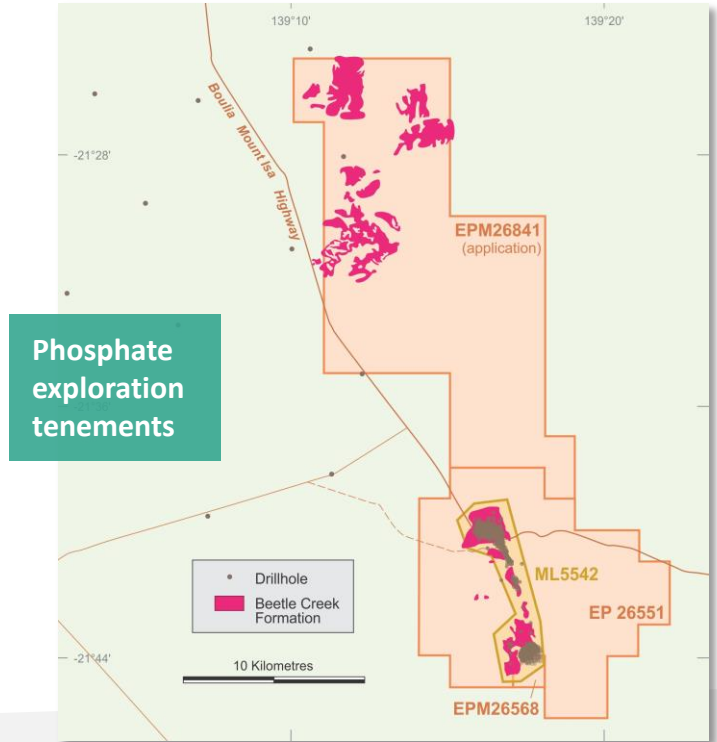 139°10'
139°20'
Boulia Mount Isa Highway
-21°28'
EPM26841
(application)
Phosphate
exploration
tenements
ML5542
Drillhole
Beetle Creek
Formation
EP 26551
-21°44'
10 Kilometres
EPM26568